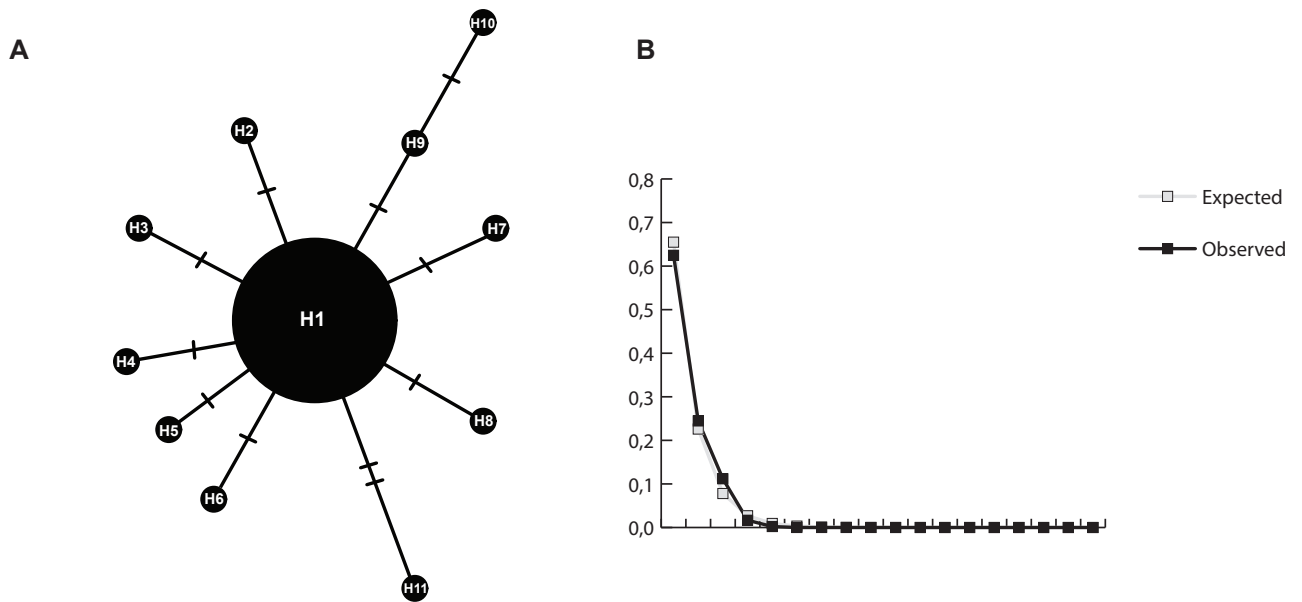 A
H10
H9
H2
H3
H7
H1
H4
H5
H8
H6
H11
B
0,8
0,7
0,6
0,5
0,4
0,3
0,2
0,1
0,0
Expected
Observed